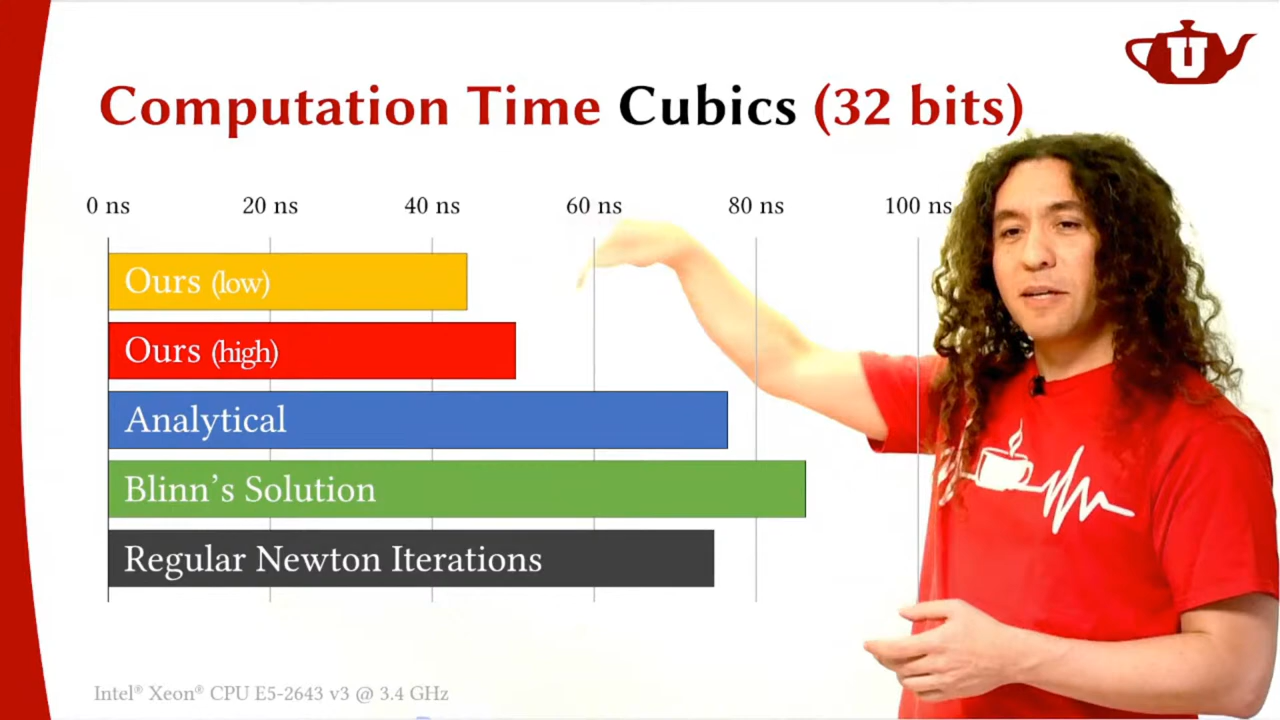 U
Computation Time Cubics (32 bits)
0 ns 20 ns 40 ns 60 ns 80 ns 100 ns
Ours (low)
Ours (high)
Analytical
Blinn's Solution
Regular Newton Iterations
Intel® Xeon® CPU E5-2643 v3 @ 3.4 GHz